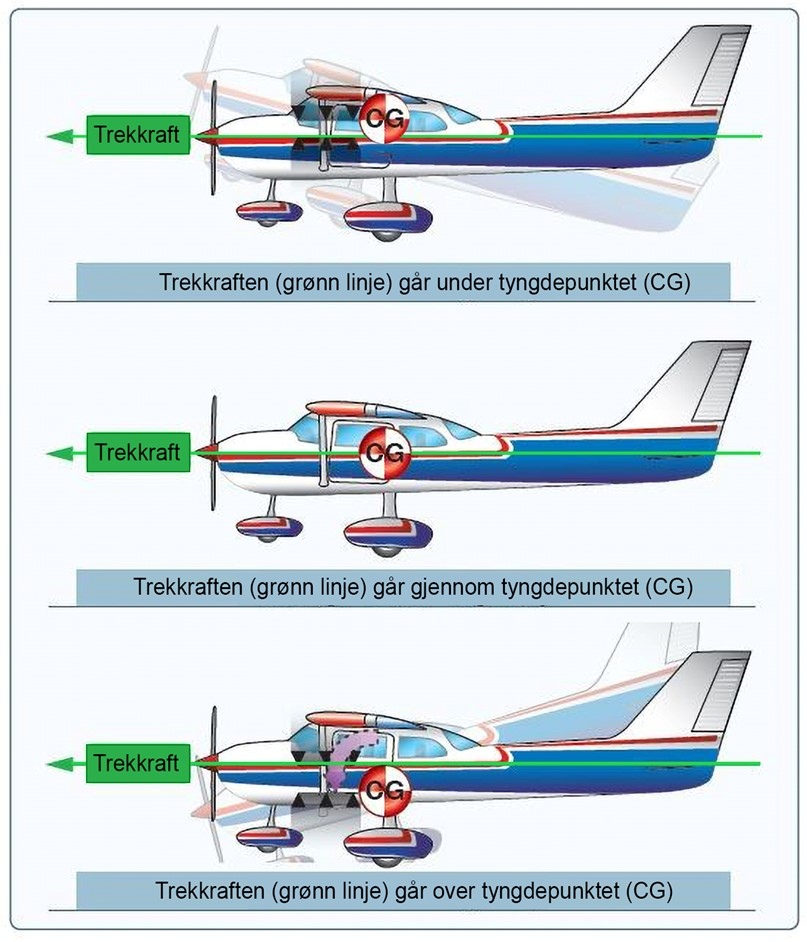 CG
Trekkraft
Trekkraften (grønn linje) går under tyngdepunktet (CG)
Trekkraft
CG
Trekkraften (grønn linje) går gjennom tyngdepunktet (CG)
Trekkraft
CG
Trekkraften (grønn linje) går over tyngdepunktet (CG)